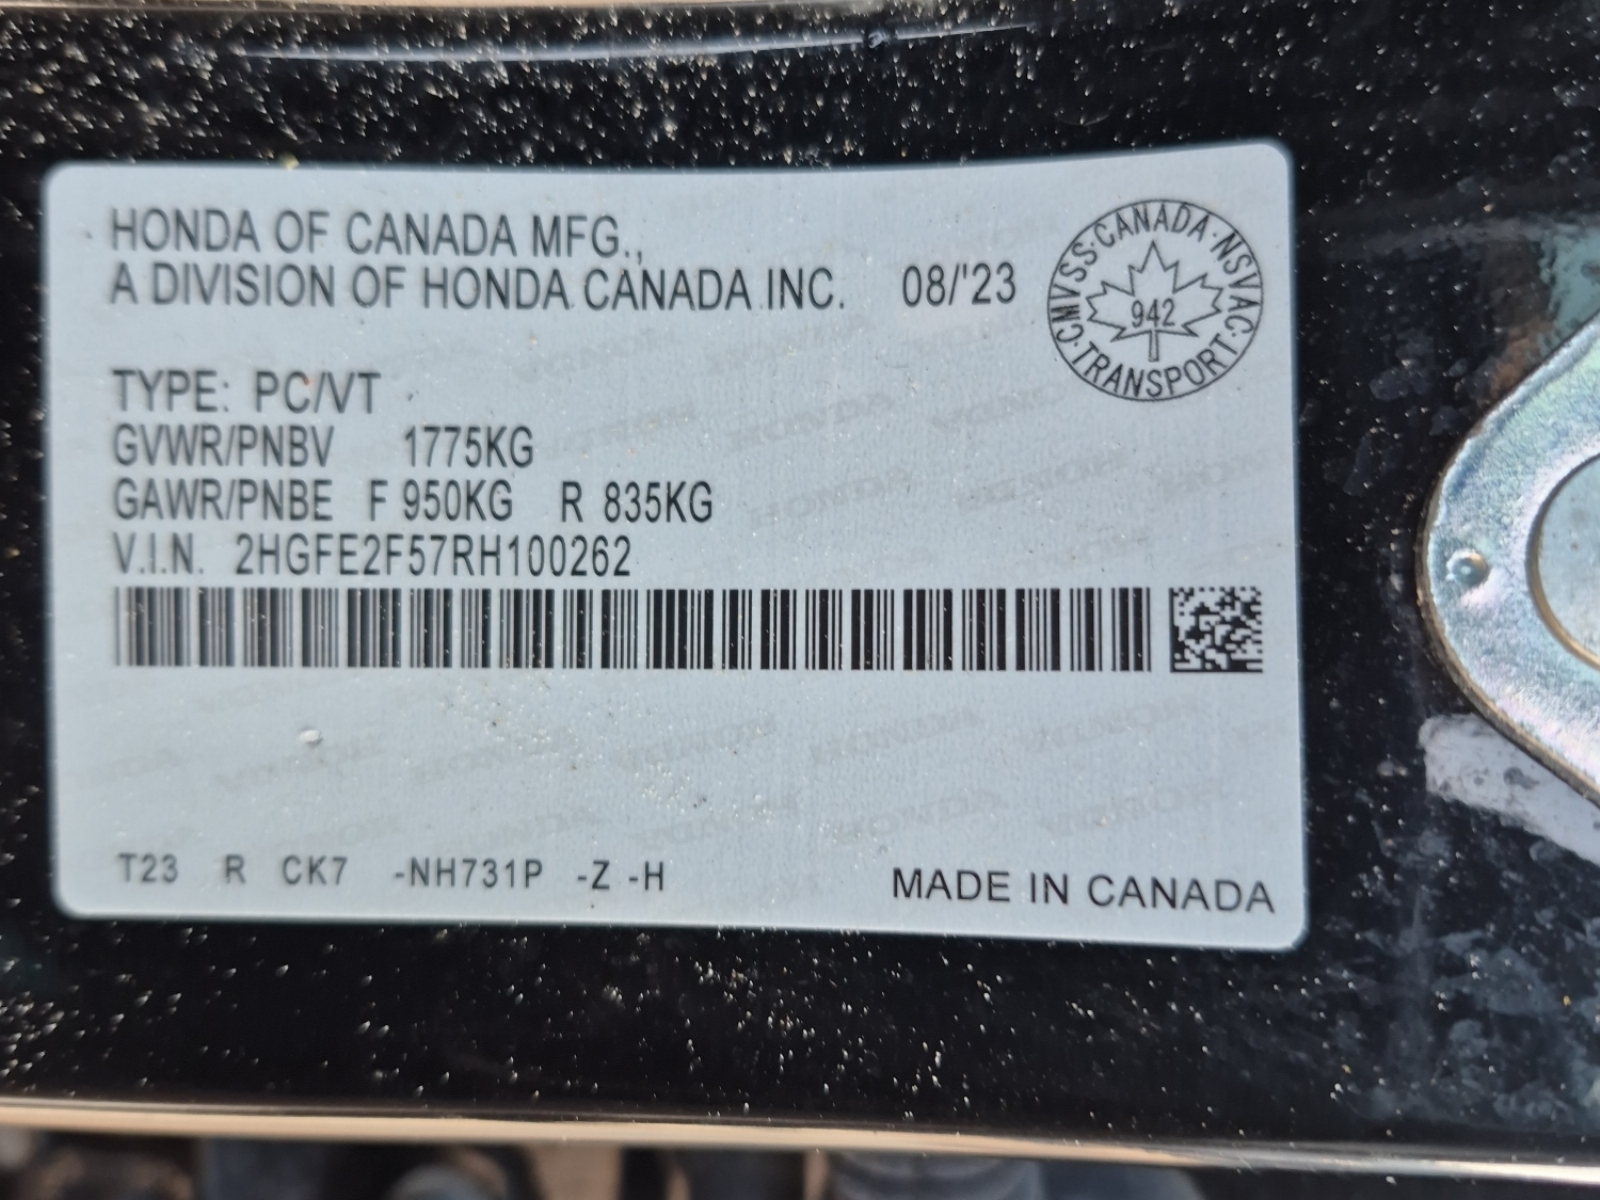 HONDA OF CANADA MFG.,
A DIVISION OF HONDA CANADA INC. 08/'23
CMVSS·CANADA·NSVAC·TRANSPORT·
942
TYPE: PC/VT
GVWR/PNBV 1775KG
GAWR/PNBE F 950KG R 835KG
V.I.N. 2HGFE2F57RH100262
T23 R CK7 -NH731P -Z -H
MADE IN CANADA